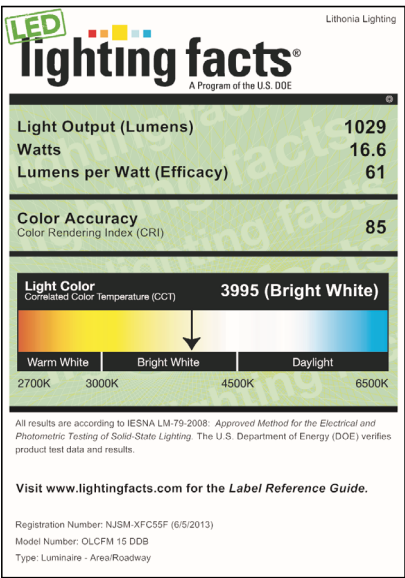 Lithonia Lighting
LED
lighting facts®
A Program of the U.S. DOE
Light Output (Lumens) 1029
Watts 16.6
Lumens per Watt (Efficacy) 61
Color Accuracy
Color Rendering Index (CRI) 85
Light Color
Correlated Color Temperature (CCT) 3995 (Bright White)
Warm White Bright White Daylight
2700K 3000K 4500K 6500K
All results are according to IESNA LM-79-2008: Approved Method for the Electrical and
Photometric Testing of Solid-State Lighting. The U.S. Department of Energy (DOE) verifies
product test data and results.
Visit www.lightingfacts.com for the Label Reference Guide.
Registration Number: NJSM-XFC55F (6/5/2013)
Model Number: OLCFM 15 DDB
Type: Luminaire - Area/Roadway